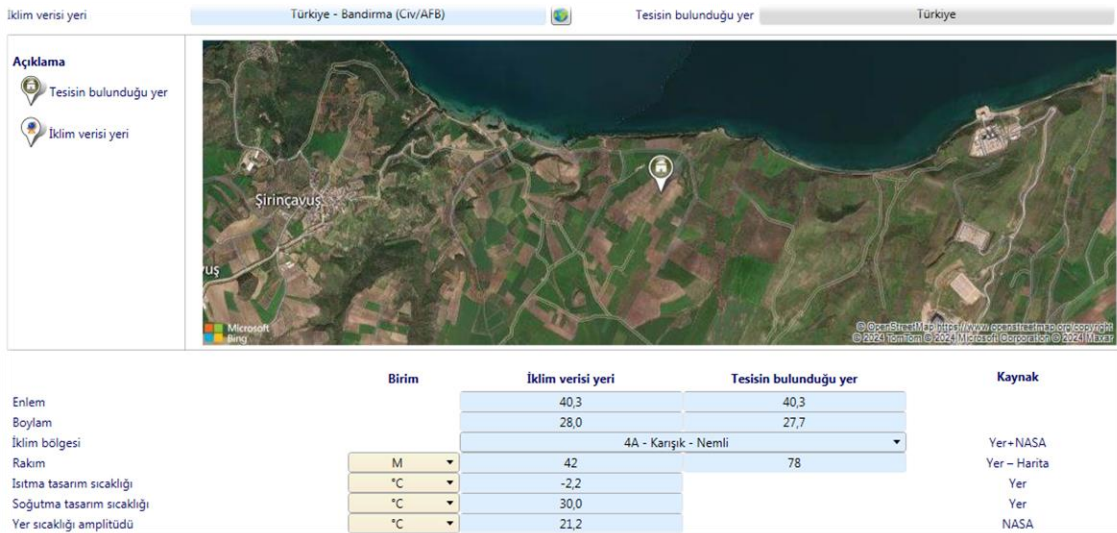 İklim verisi yeri Türkiye - Bandirma (Civ/AFB) Tesisin bulunduğu yer Türkiye
Açıklama
Tesisin bulunduğu yer
İklim verisi yeri
Şirinçavuş
uş
Microsoft
Bing
© OpenStreetMap https://www.openstreetmap.org/copyright
© 2024 TomTom © 2024 Microsoft Corporation © 2024 Maxar
Birim İklim verisi yeri Tesisin bulunduğu yer Kaynak
Enlem 40,3 40,3
Boylam 28,0 27,7
İklim bölgesi 4A - Karışık - Nemli Yer+NASA
Rakım M 42 78 Yer – Harita
Isıtma tasarım sıcaklığı °C -2,2 Yer
Soğutma tasarım sıcaklığı °C 30,0 Yer
Yer sıcaklığı amplitüdü °C 21,2 NASA